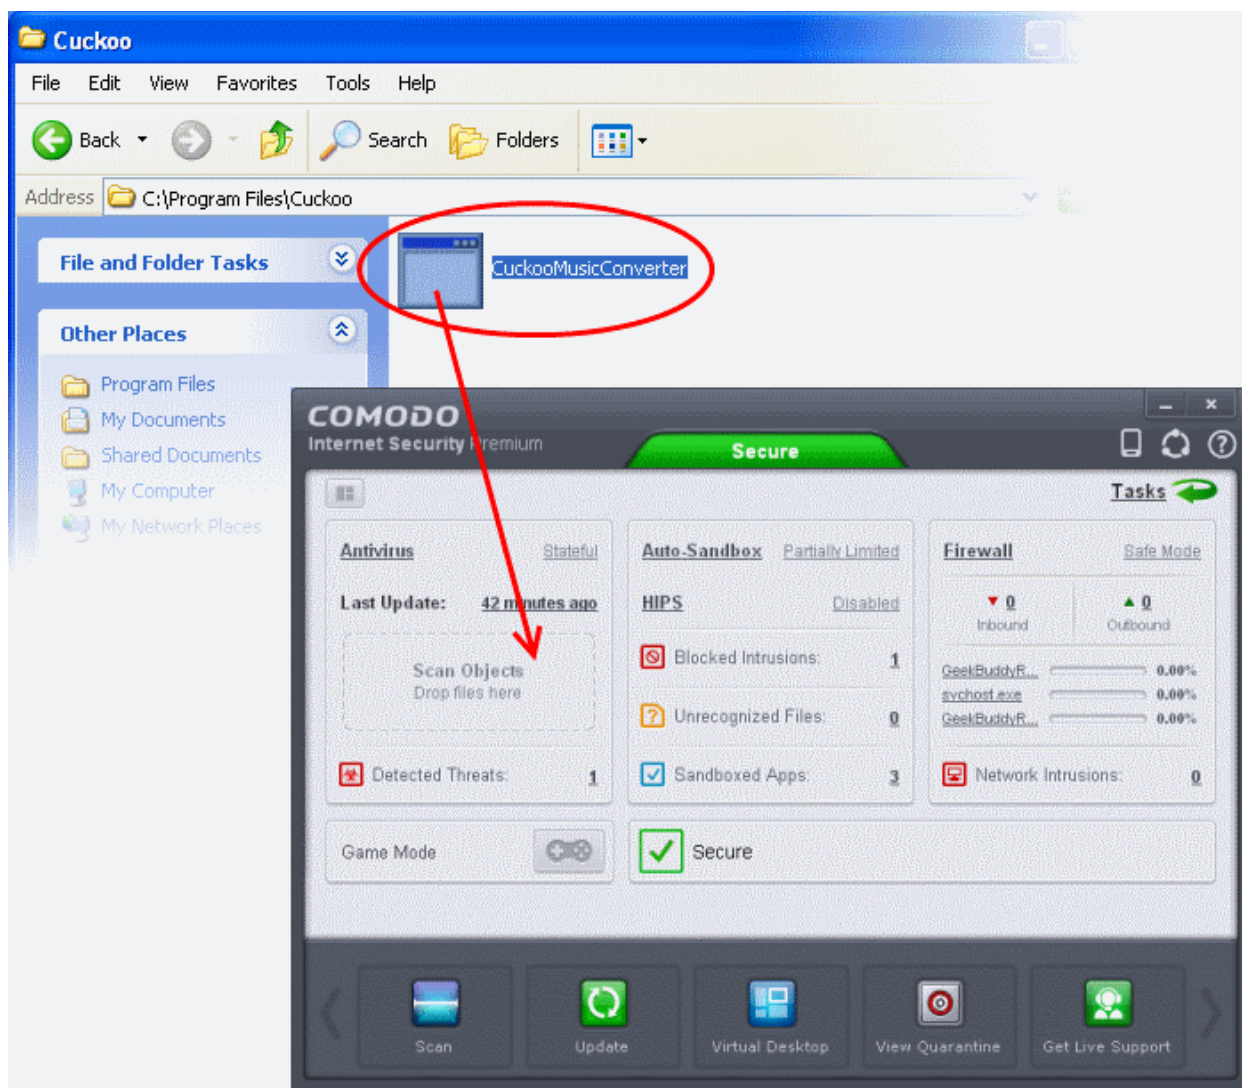 Cuckoo
File Edit View Favorites Tools Help
Back Search Folders
Address C:\Program Files\Cuckoo
File and Folder Tasks
CuckooMusicConverter
Other Places
Program Files
My Documents
Shared Documents
My Computer
My Network Places
COMODO
Internet Security Premium
Secure
Tasks
Antivirus Stateful
Last Update: 42 minutes ago
Scan Objects
Drop files here
Detected Threats: 1
Auto-Sandbox Partially Limited
HIPS Disabled
Blocked Intrusions: 1
Unrecognized Files: 0
Sandboxed Apps: 3
Firewall Safe Mode
0 0
Inbound Outbound
GeekBuddyR... 0.00%
svchost.exe 0.00%
GeekBuddyR... 0.00%
Network Intrusions: 0
Game Mode
Secure
Scan Update Virtual Desktop View Quarantine Get Live Support